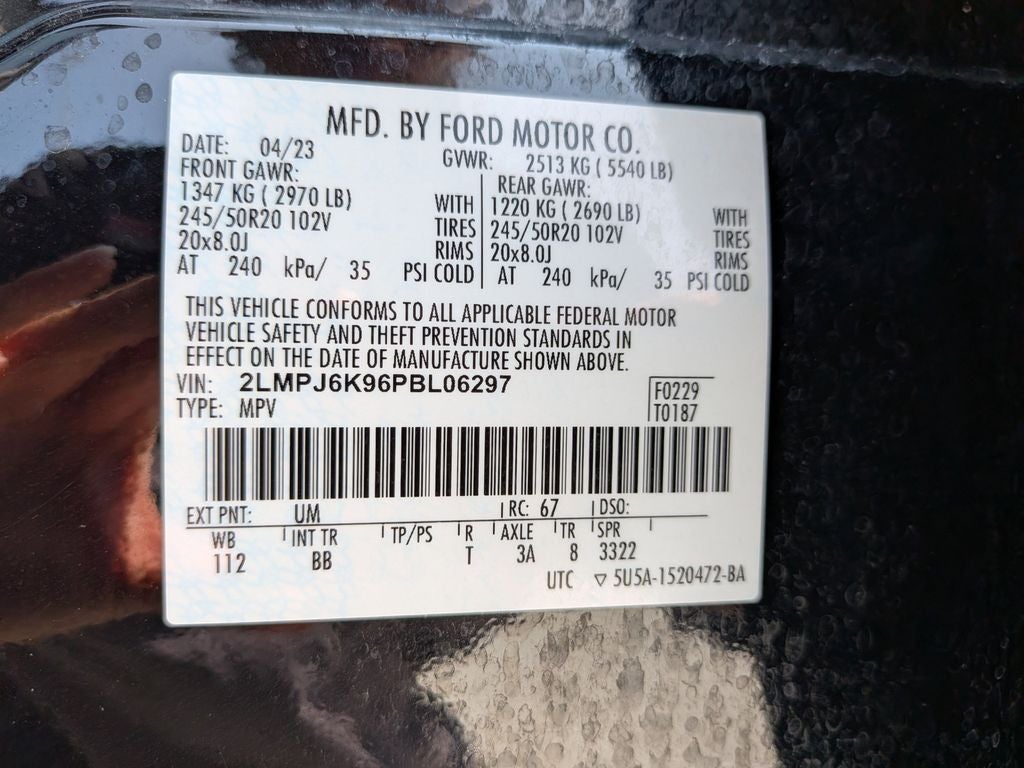 MFD. BY FORD MOTOR CO.
DATE: 04/23 GVWR: 2513 KG ( 5540 LB)
FRONT GAWR: REAR GAWR:
1347 KG ( 2970 LB) WITH 1220 KG ( 2690 LB) WITH
245/50R20 102V TIRES 245/50R20 102V TIRES
20x8.0J RIMS 20x8.0J RIMS
AT 240 kPa/ 35 PSI COLD AT 240 kPa/ 35 PSI COLD
THIS VEHICLE CONFORMS TO ALL APPLICABLE FEDERAL MOTOR
VEHICLE SAFETY AND THEFT PREVENTION STANDARDS IN
EFFECT ON THE DATE OF MANUFACTURE SHOWN ABOVE.
VIN: 2LMPJ6K96PBL06297 F0229
TYPE: MPV T0187
EXT PNT: UM RC: 67 DSO:
WB INT TR TP/PS R AXLE TR SPR
112 BB T 3A 8 3322
UTC ▽ 5U5A-1520472-BA